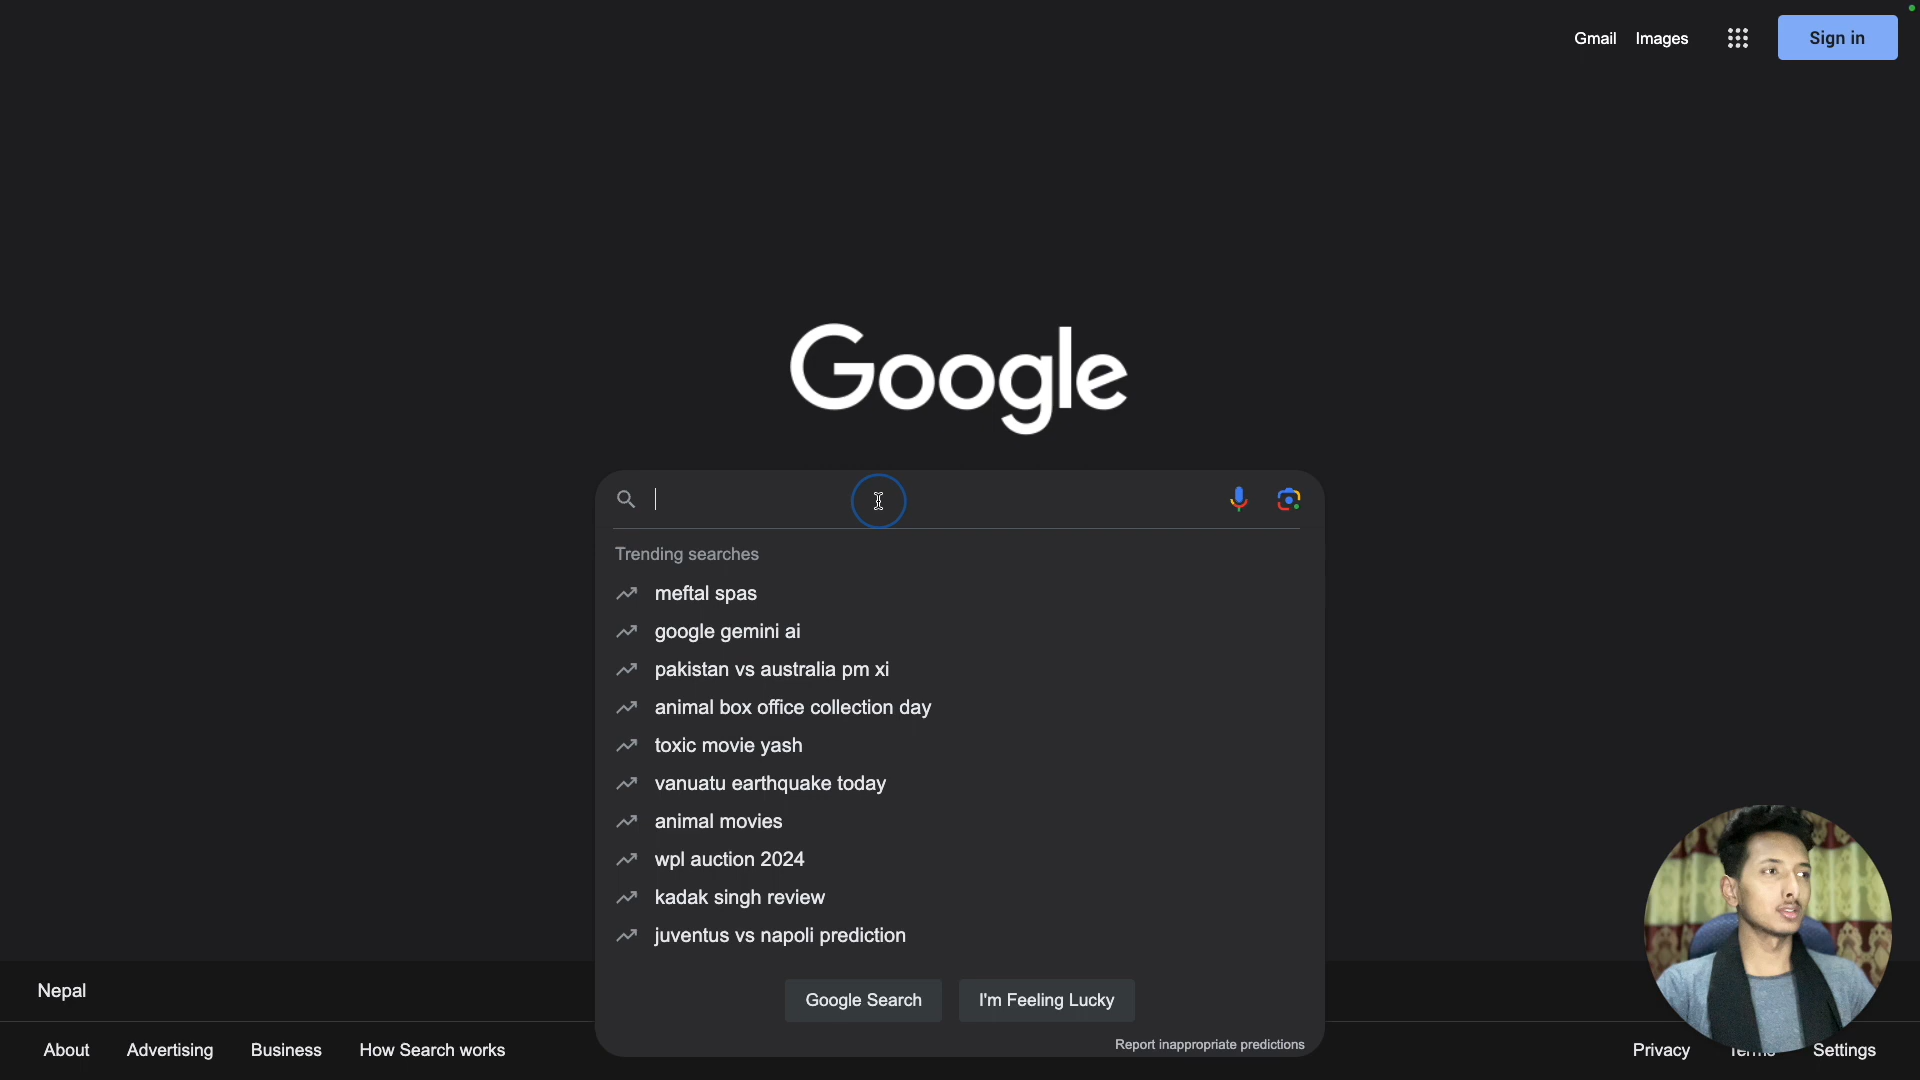 Gmail Images Sign in
Google
Trending searches
meftal spas
google gemini ai
pakistan vs australia pm xi
animal box office collection day
toxic movie yash
vanuatu earthquake today
animal movies
wpl auction 2024
kadak singh review
juventus vs napoli prediction
Google Search I'm Feeling Lucky
Report inappropriate predictions
Nepal
About Advertising Business How Search works Privacy Terms Settings